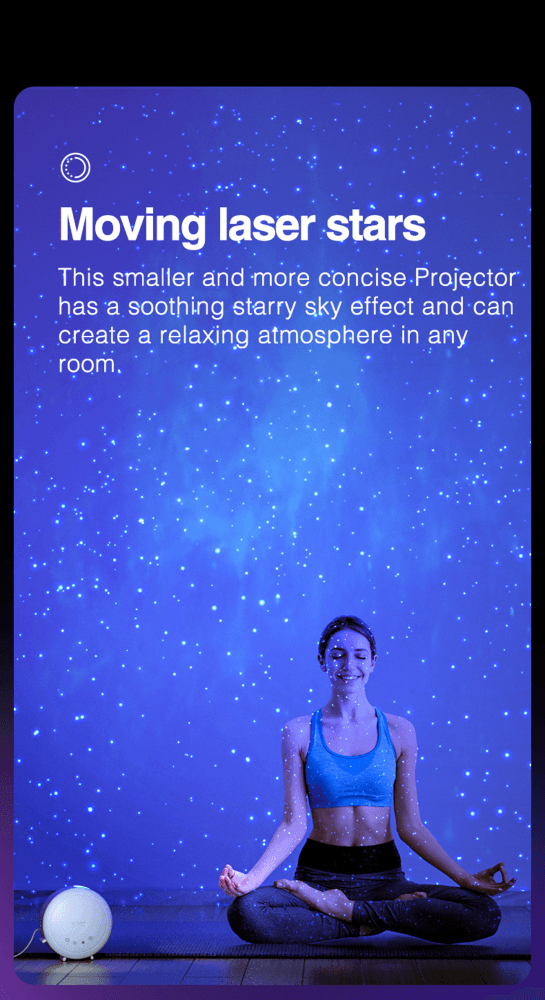 Moving laser stars
This smaller and more concise Projector
has a soothing starry sky effect and can
create a relaxing atmosphere in any
room.